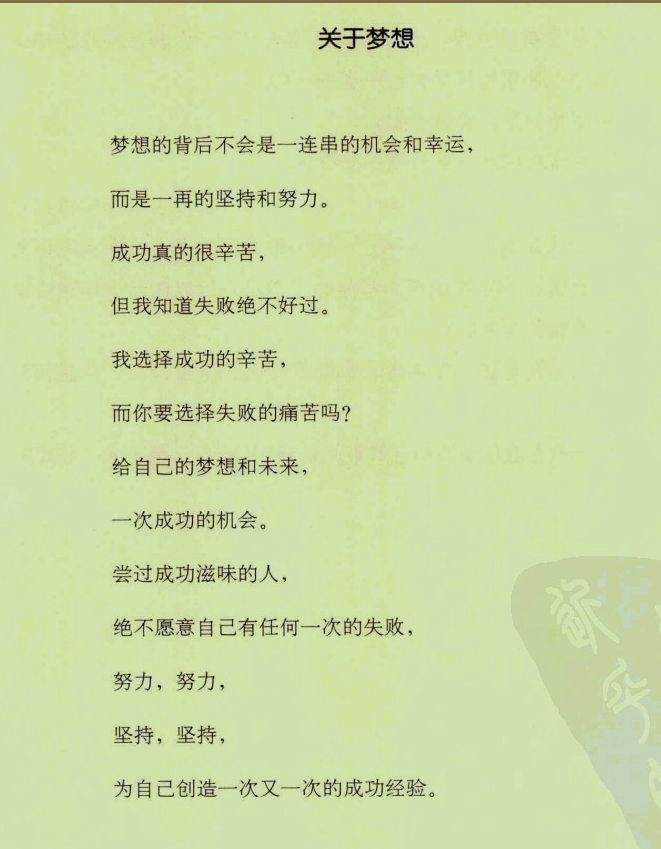 关于梦想
梦想的背后不会是一连串的机会和幸运，
而是一再的坚持和努力。
成功真的很辛苦，
但我知道失败绝不好过。
我选择成功的辛苦，
而你要选择失败的痛苦吗？
给自己的梦想和未来，
一次成功的机会。
尝过成功滋味的人，
绝不愿意自己有任何一次的失败，
努力，努力，
坚持，坚持，
为自己创造一次又一次的成功经验。